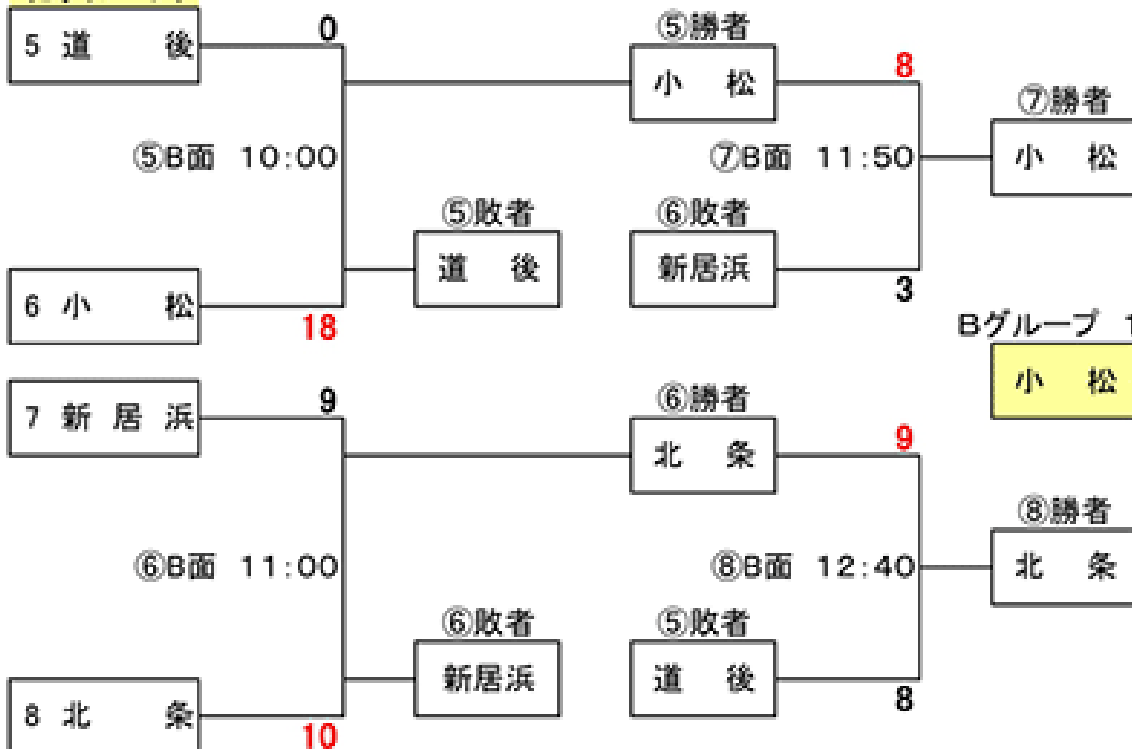 5 道 後
0
⑤勝者
小 松
8
⑦勝者
小 松
⑤B面 10:00
⑦B面 11:50
⑤敗者
道 後
⑥敗者
新居浜
3
6 小 松
18
Bグループ 1
小 松
7 新 居 浜
9
⑥勝者
北 条
9
⑧勝者
北 条
⑥B面 11:00
⑧B面 12:40
⑥敗者
新居浜
⑤敗者
道 後
8
8 北 条
10